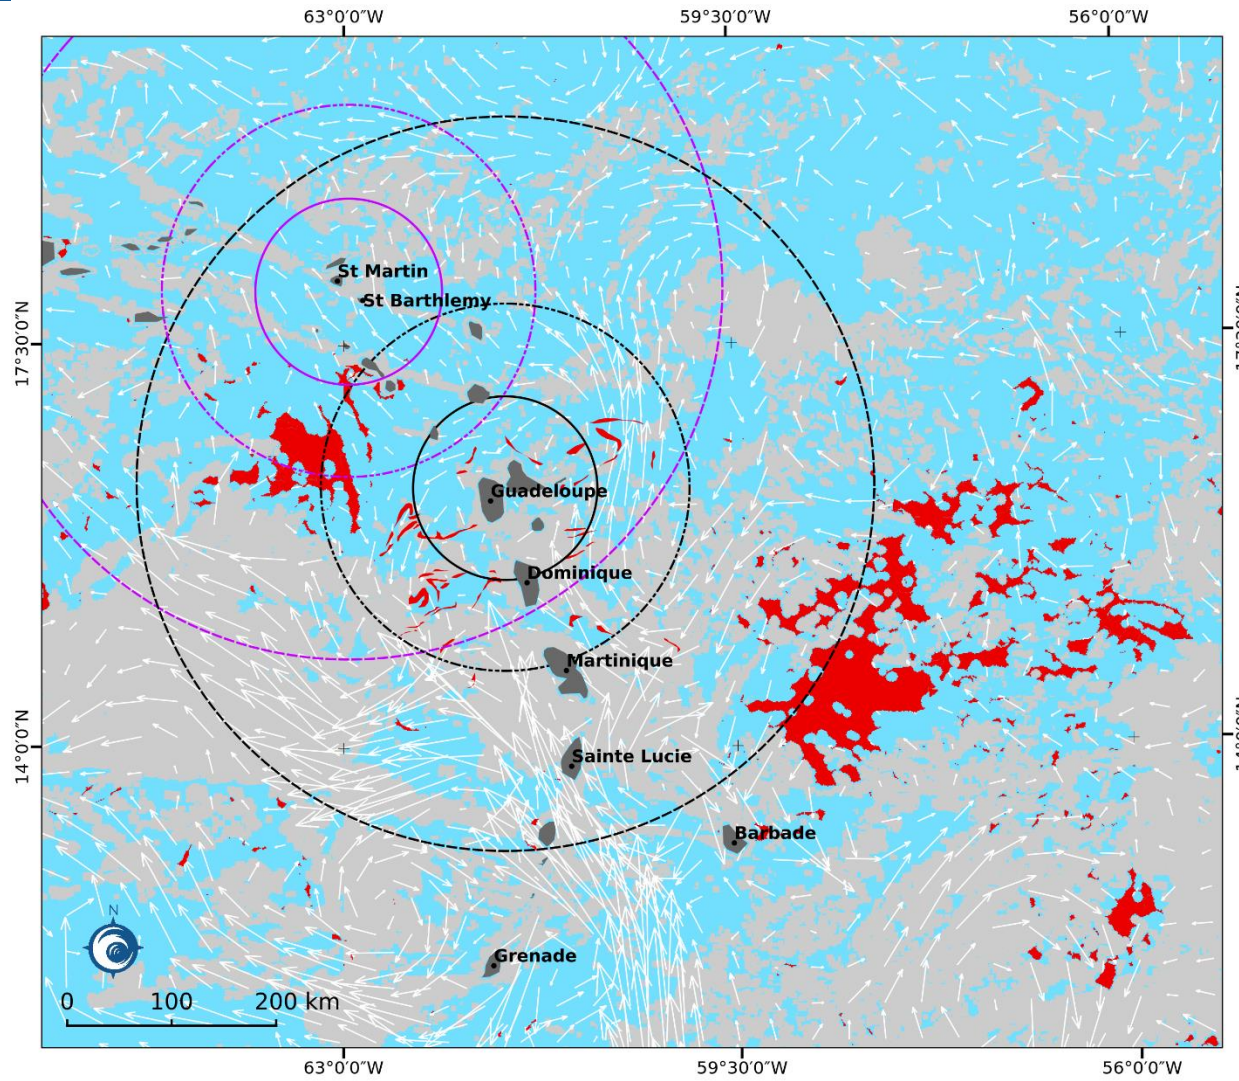 63°0′0″W 59°30′0″W 56°0′0″W
St Martin
St Barthlemy
17°30′0″N
Guadeloupe
Dominique
Martinique
14°0′0″N
Sainte Lucie
Barbade
N
Grenade
0 100 200 km
63°0′0″W 59°30′0″W 56°0′0″W